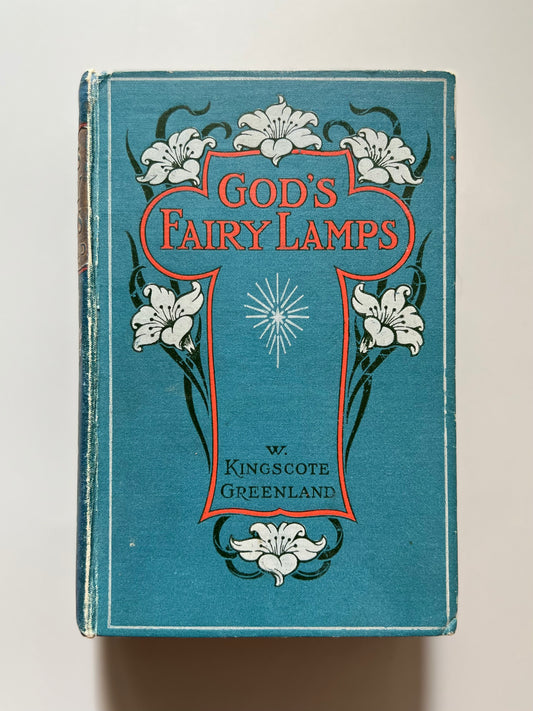 GOD'S
FAIRY LAMPS
W.
KINGSCOTE
GREENLAND